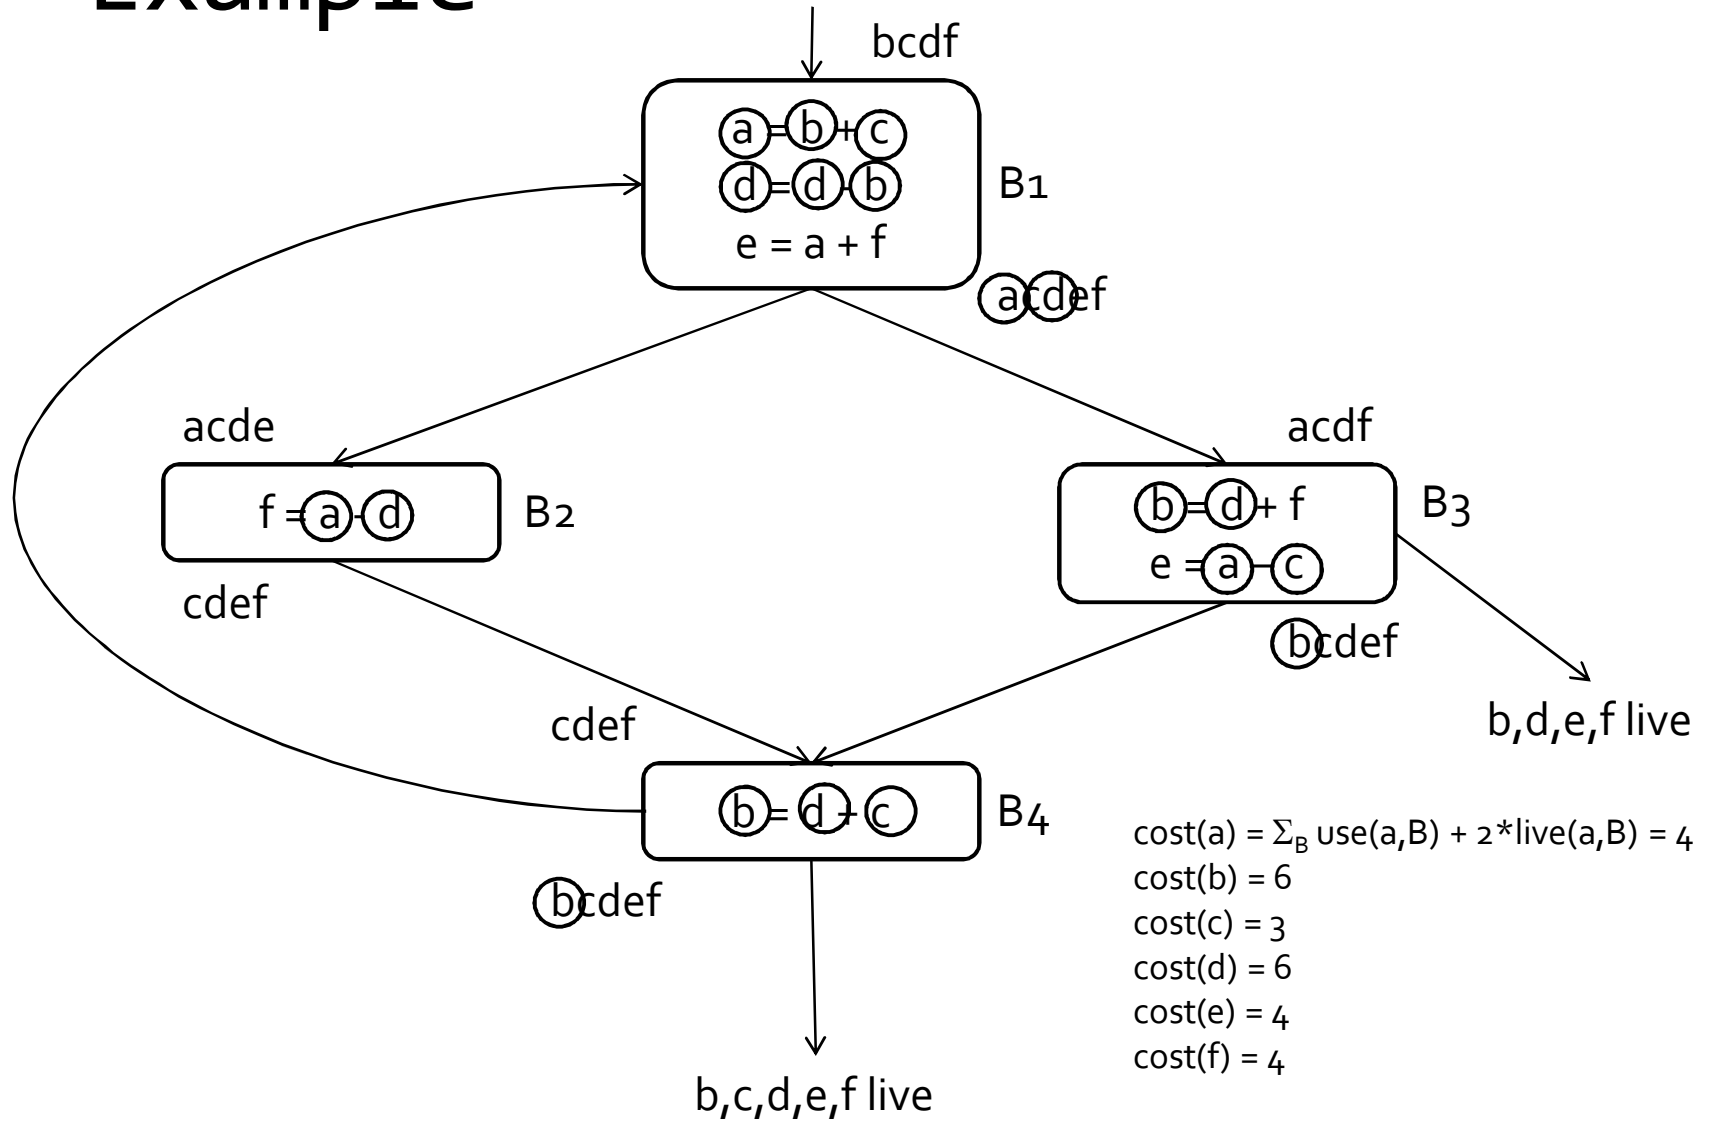 Example
bcdf
a = b + c
d = d - b
e = a + f
B1
acdef
acde
f = a - d
B2
cdef
acdf
b = d + f
e = a - c
B3
bcdef
b,d,e,f live
cdef
b = d + c
B4
bcdef
b,c,d,e,f live
cost(a) = Σ_B use(a,B) + 2*live(a,B) = 4
cost(b) = 6
cost(c) = 3
cost(d) = 6
cost(e) = 4
cost(f) = 4